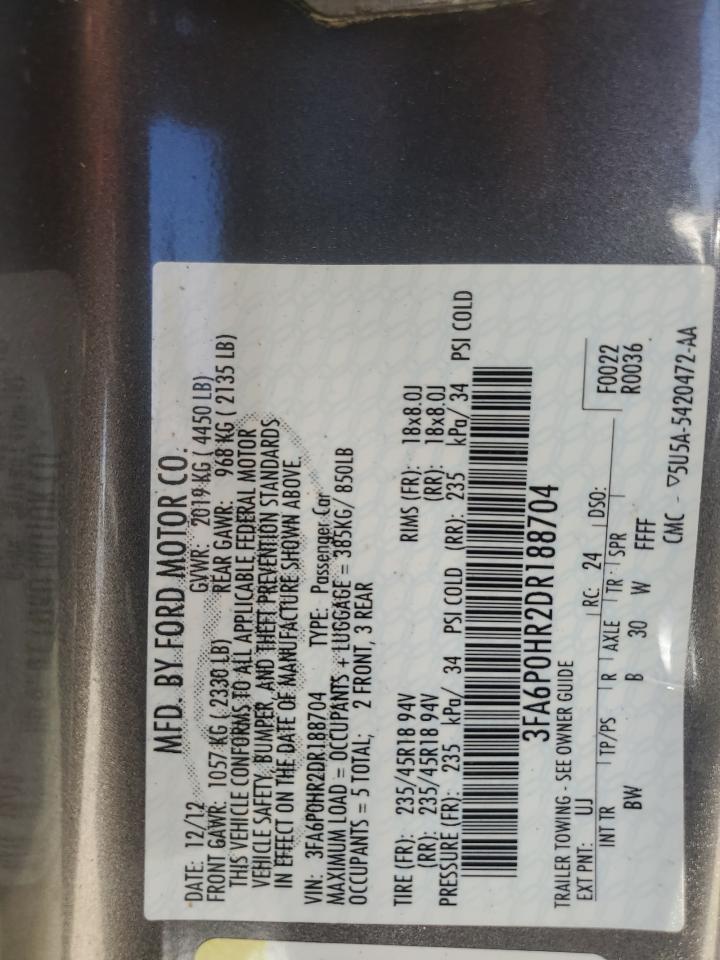 MFD. BY FORD MOTOR CO.
DATE: 12/12 GVWR: 2019 KG ( 4450 LB)
FRONT GAWR: 1057 KG ( 2330 LB) REAR GAWR: 968 KG ( 2135 LB)
THIS VEHICLE CONFORMS TO ALL APPLICABLE FEDERAL MOTOR
VEHICLE SAFETY, BUMPER, AND THEFT PREVENTION STANDARDS
IN EFFECT ON THE DATE OF MANUFACTURE SHOWN ABOVE.
VIN: 3FA6P0HR2DR188704 TYPE: Passenger Car
MAXIMUM LOAD = OCCUPANTS + LUGGAGE = 385KG/ 850LB
OCCUPANTS = 5 TOTAL; 2 FRONT, 3 REAR
TIRE (FR): 235/45R18 94V RIMS (FR): 18x8.0J
(RR): 235/45R18 94V (RR): 18x8.0J
PRESSURE (FR): 235 kPa/ 34 PSI COLD (RR): 235 kPa/ 34 PSI COLD
3FA6P0HR2DR188704
TRAILER TOWING - SEE OWNER GUIDE
EXT PNT: UJ RC: 24 DSO: F0022
R0036
INT TR TP/PS R AXLE TR SPR
BW B 30 W FFFF
CMC - ▽5U5A-5420472-AA